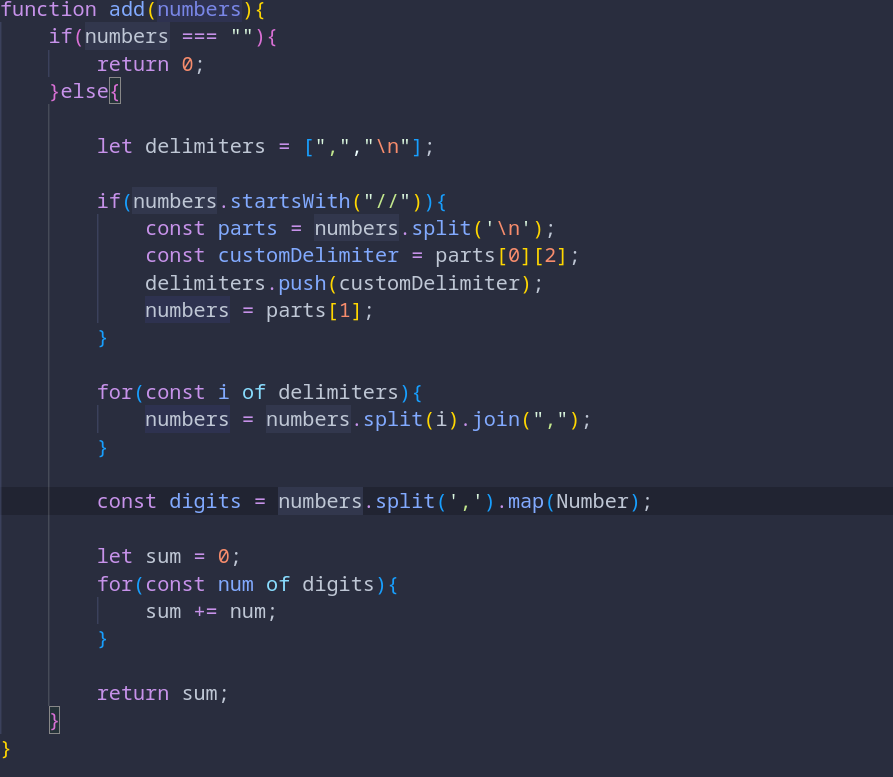 function add(numbers){
    if(numbers === ""){
        return 0;
    }else{
        let delimiters = [",","\n"];
        if(numbers.startsWith("//")){
            const parts = numbers.split('\n');
            const customDelimiter = parts[0][2];
            delimiters.push(customDelimiter);
            numbers = parts[1];
        }
        for(const i of delimiters){
            numbers = numbers.split(i).join(",");
        }
        const digits = numbers.split(',').map(Number);
        let sum = 0;
        for(const num of digits){
            sum += num;
        }
        return sum;
    }
}